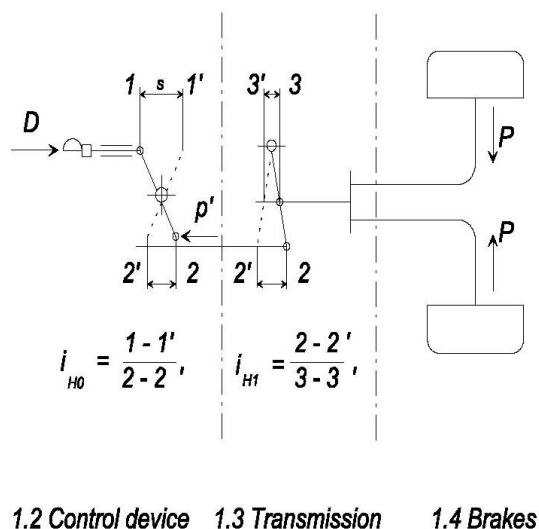 1 s 1' 3' 3
D
P
p'
P
2' 2 2' 2
i_H0 = 1 - 1' / 2 - 2' , i_H1 = 2 - 2' / 3 - 3'
1.2 Control device 1.3 Transmission 1.4 Brakes